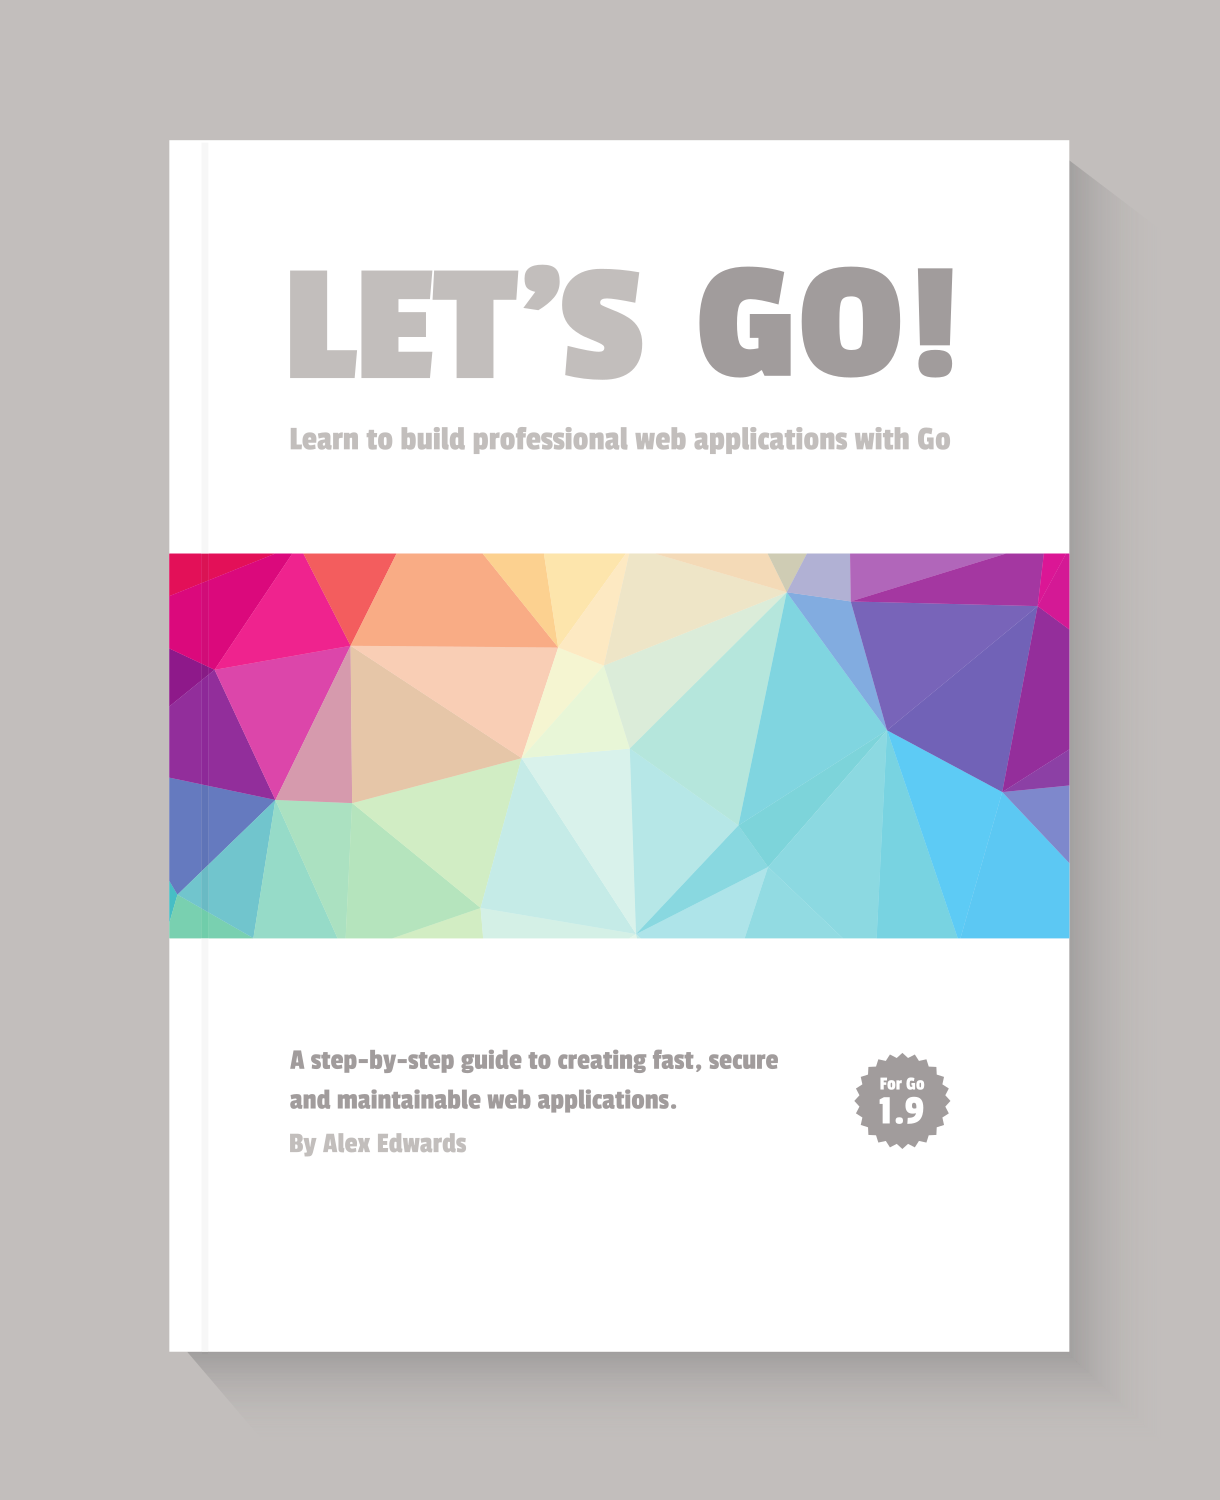 LET’S GO!
Learn to build professional web applications with Go
A step-by-step guide to creating fast, secure
and maintainable web applications.
By Alex Edwards
For Go
1.9